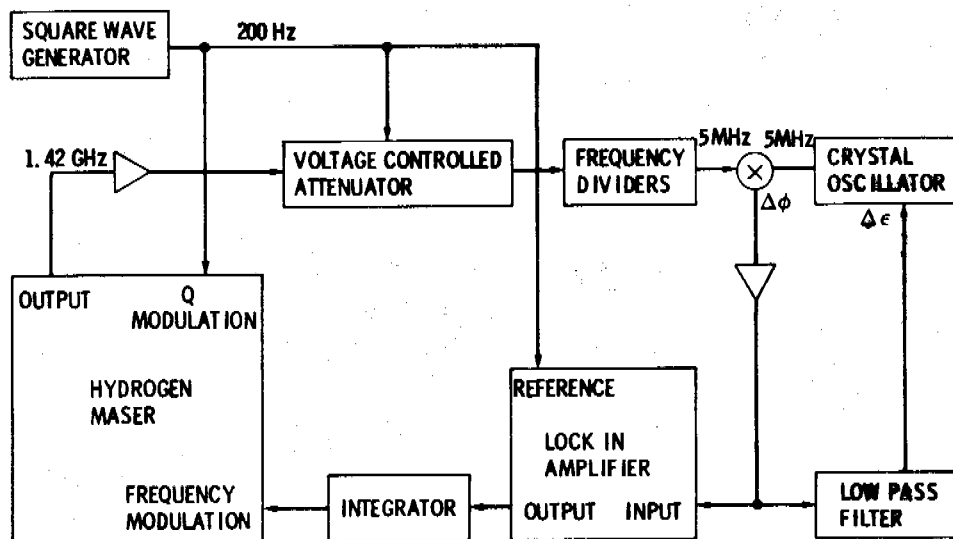 SQUARE WAVE
GENERATOR
200 Hz
1.42 GHz
VOLTAGE CONTROLLED
ATTENUATOR
FREQUENCY
DIVIDERS
5MHz
5MHz
CRYSTAL
OSCILLATOR
Δϕ
Δϵ
OUTPUT
Q
MODULATION
HYDROGEN
MASER
FREQUENCY
MODULATION
INTEGRATOR
REFERENCE
LOCK IN
AMPLIFIER
OUTPUT INPUT
LOW PASS
FILTER